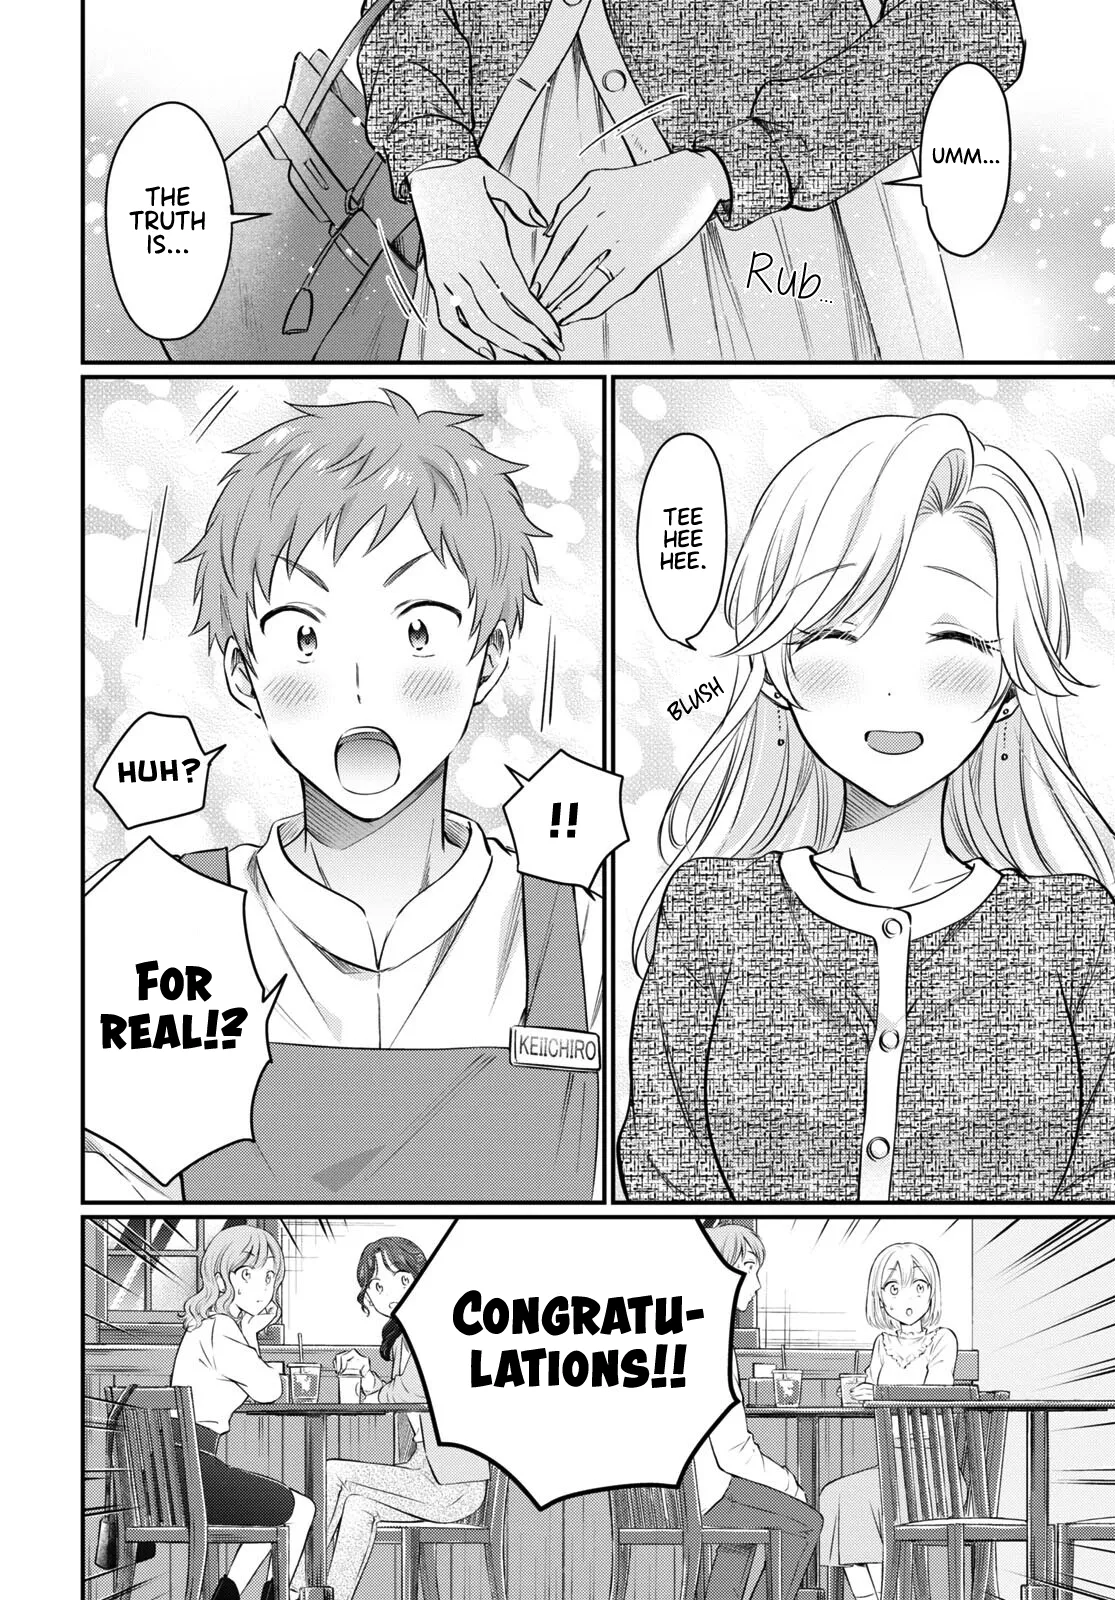 UMM...
Rub...
THE
TRUTH
IS...
TEE
HEE
HEE.
BLUSH
!!
HUH?
FOR
REAL!?
KEIICHIRO
CONGRATU-
LATIONS!!